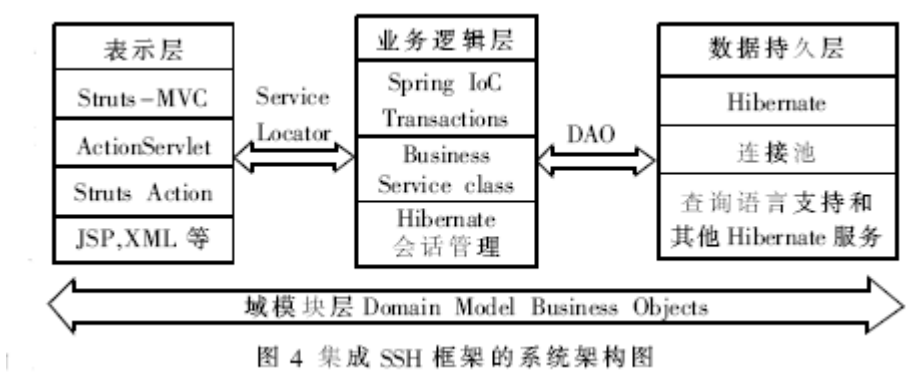 表示层
Struts-MVC
ActionServlet
Struts Action
JSP,XML 等
Service
Locator
业务逻辑层
Spring IoC
Transactions
Business
Service class
Hibernate
会话管理
DAO
数据持久层
Hibernate
连接池
查询语言支持和
其他 Hibernate 服务
域模块层 Domain Model Business Objects
图 4 集成 SSH 框架的系统架构图